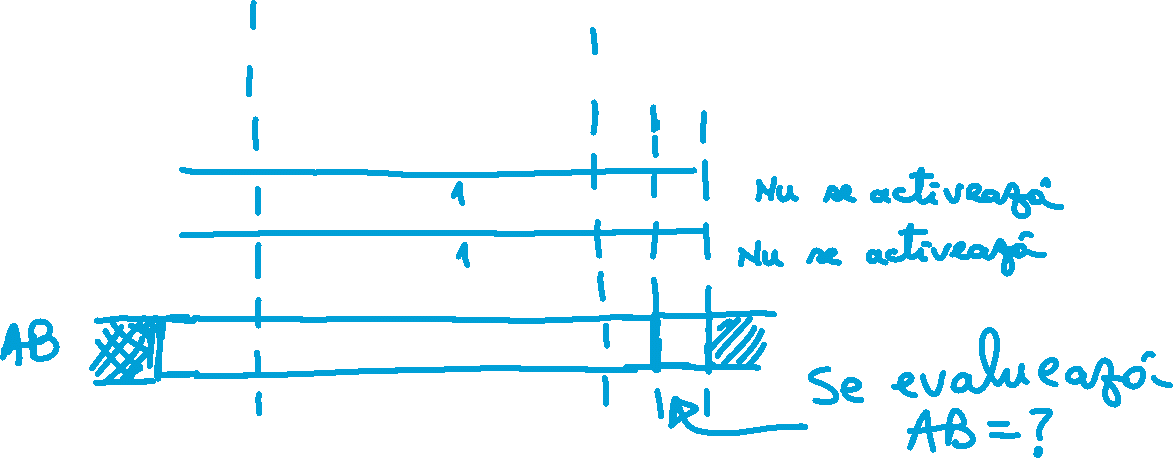 1
Nu se activează
1
Nu se activează
AB
Se evaluează
AB=?